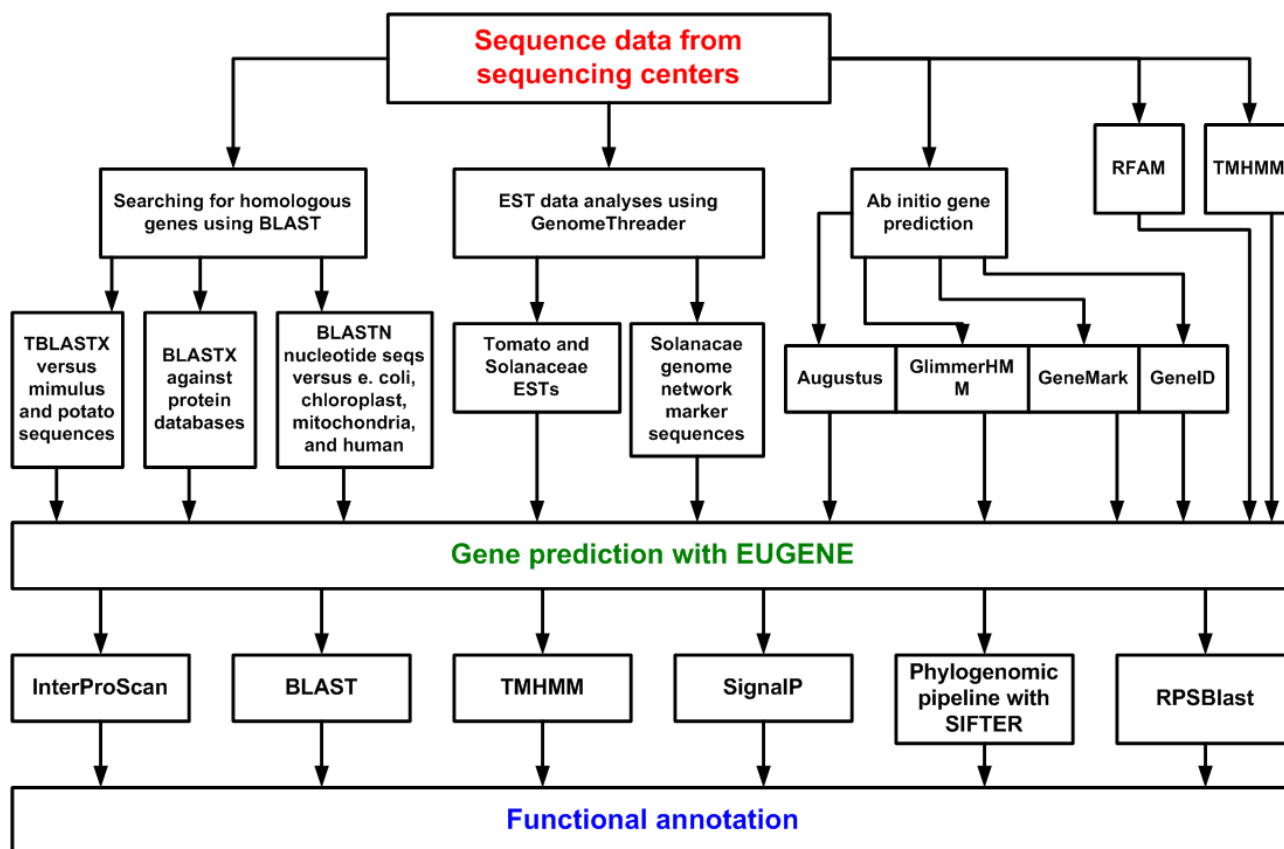 Sequence data from
sequencing centers
RFAM
TMHMM
Searching for homologous
genes using BLAST
EST data analyses using
GenomeThreader
Ab initio gene
prediction
TBLASTX
versus
mimulus
and potato
sequences
BLASTX
against
protein
databases
BLASTN
nucleotide seqs
versus e. coli,
chloroplast,
mitochondria,
and human
Tomato and
Solanaceae
ESTs
Solanacae
genome
network
marker
sequences
Augustus
GlimmerHM
M
GeneMark
GeneID
Gene prediction with EUGENE
InterProScan
BLAST
TMHMM
SignalP
Phylogenomic
pipeline with
SIFTER
RPSBlast
Functional annotation